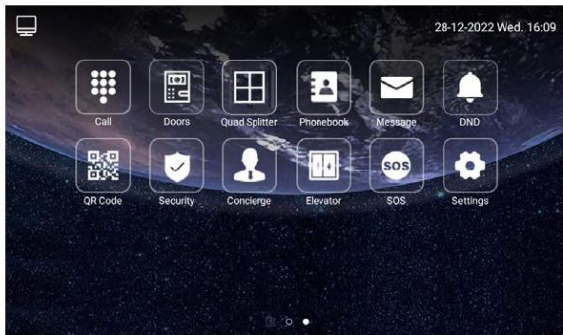 28-12-2022 Wed. 16:09
Call Doors Quad Splitter Phonebook Message DND
SOS
QR Code Security Concierge Elevator SOS Settings